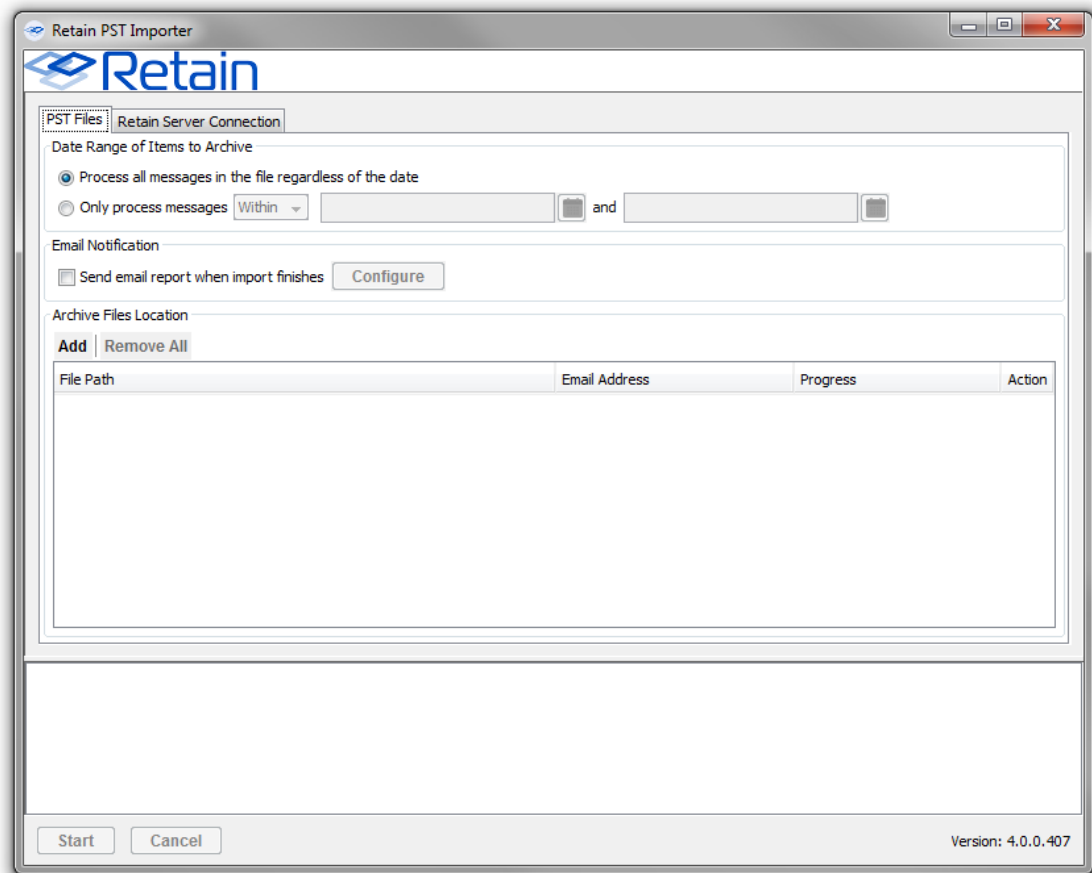 Retain PST Importer
Retain
PST Files Retain Server Connection
Date Range of Items to Archive
Process all messages in the file regardless of the date
Only process messages Within and
Email Notification
Send email report when import finishes Configure
Archive Files Location
Add Remove All
File Path Email Address Progress Action
Start Cancel Version: 4.0.0.407